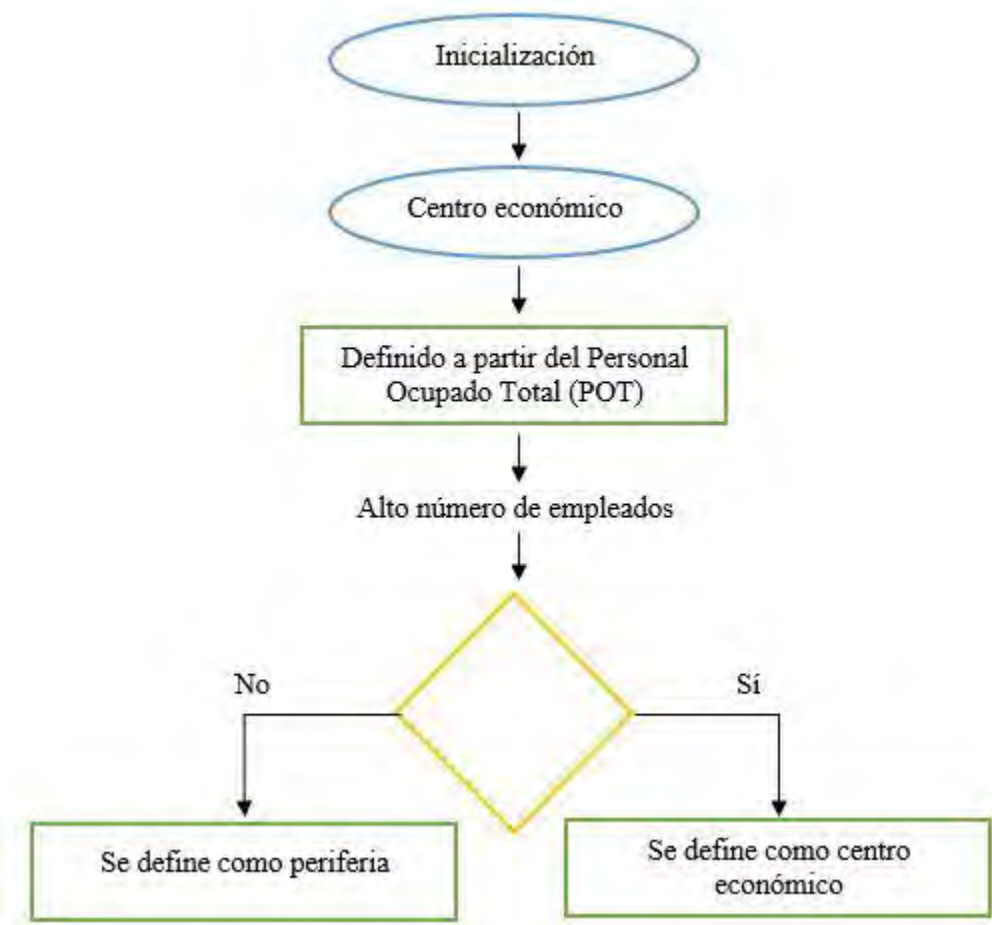 Inicialización
Centro económico
Definido a partir del Personal
Ocupado Total (POT)
Alto número de empleados
No
Sí
Se define como periferia
Se define como centro
económico